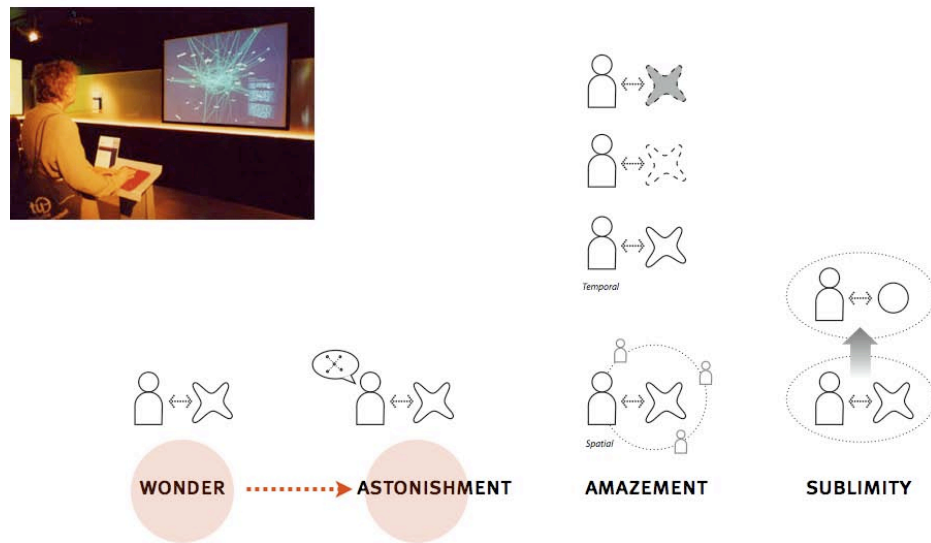 Temporal
Spatial
WONDER
ASTONISHMENT
AMAZEMENT
SUBLIMITY